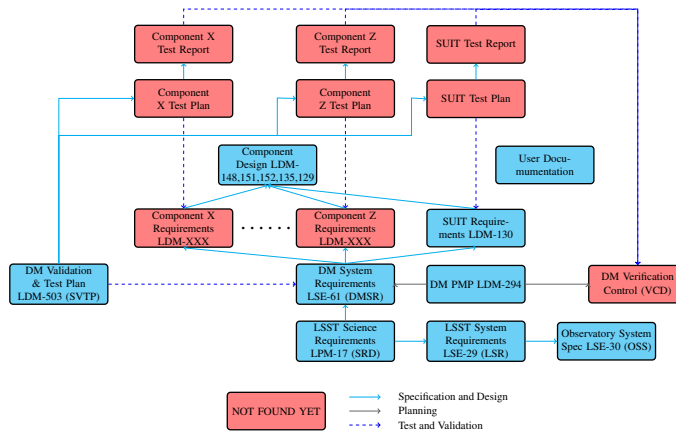 Component X
Test Report
Component Z
Test Report
SUIT Test Report
Component
X Test Plan
Component
Z Test Plan
SUIT Test Plan
Component
Design LDM-
148,151,152,135,129
User Docu-
mumentation
Component X
Requirements
LDM-XXX
Component Z
Requirements
LDM-XXX
SUIT Require-
ments LDM-130
DM Validation
& Test Plan
LDM-503 (SVTP)
DM System
Requirements
LSE-61 (DMSR)
DM PMP LDM-294
DM Verification
Control (VCD)
LSST Science
Requirements
LPM-17 (SRD)
LSST System
Requirements
LSE-29 (LSR)
Observatory System
Spec LSE-30 (OSS)
NOT FOUND YET
Specification and Design
Planning
Test and Validation